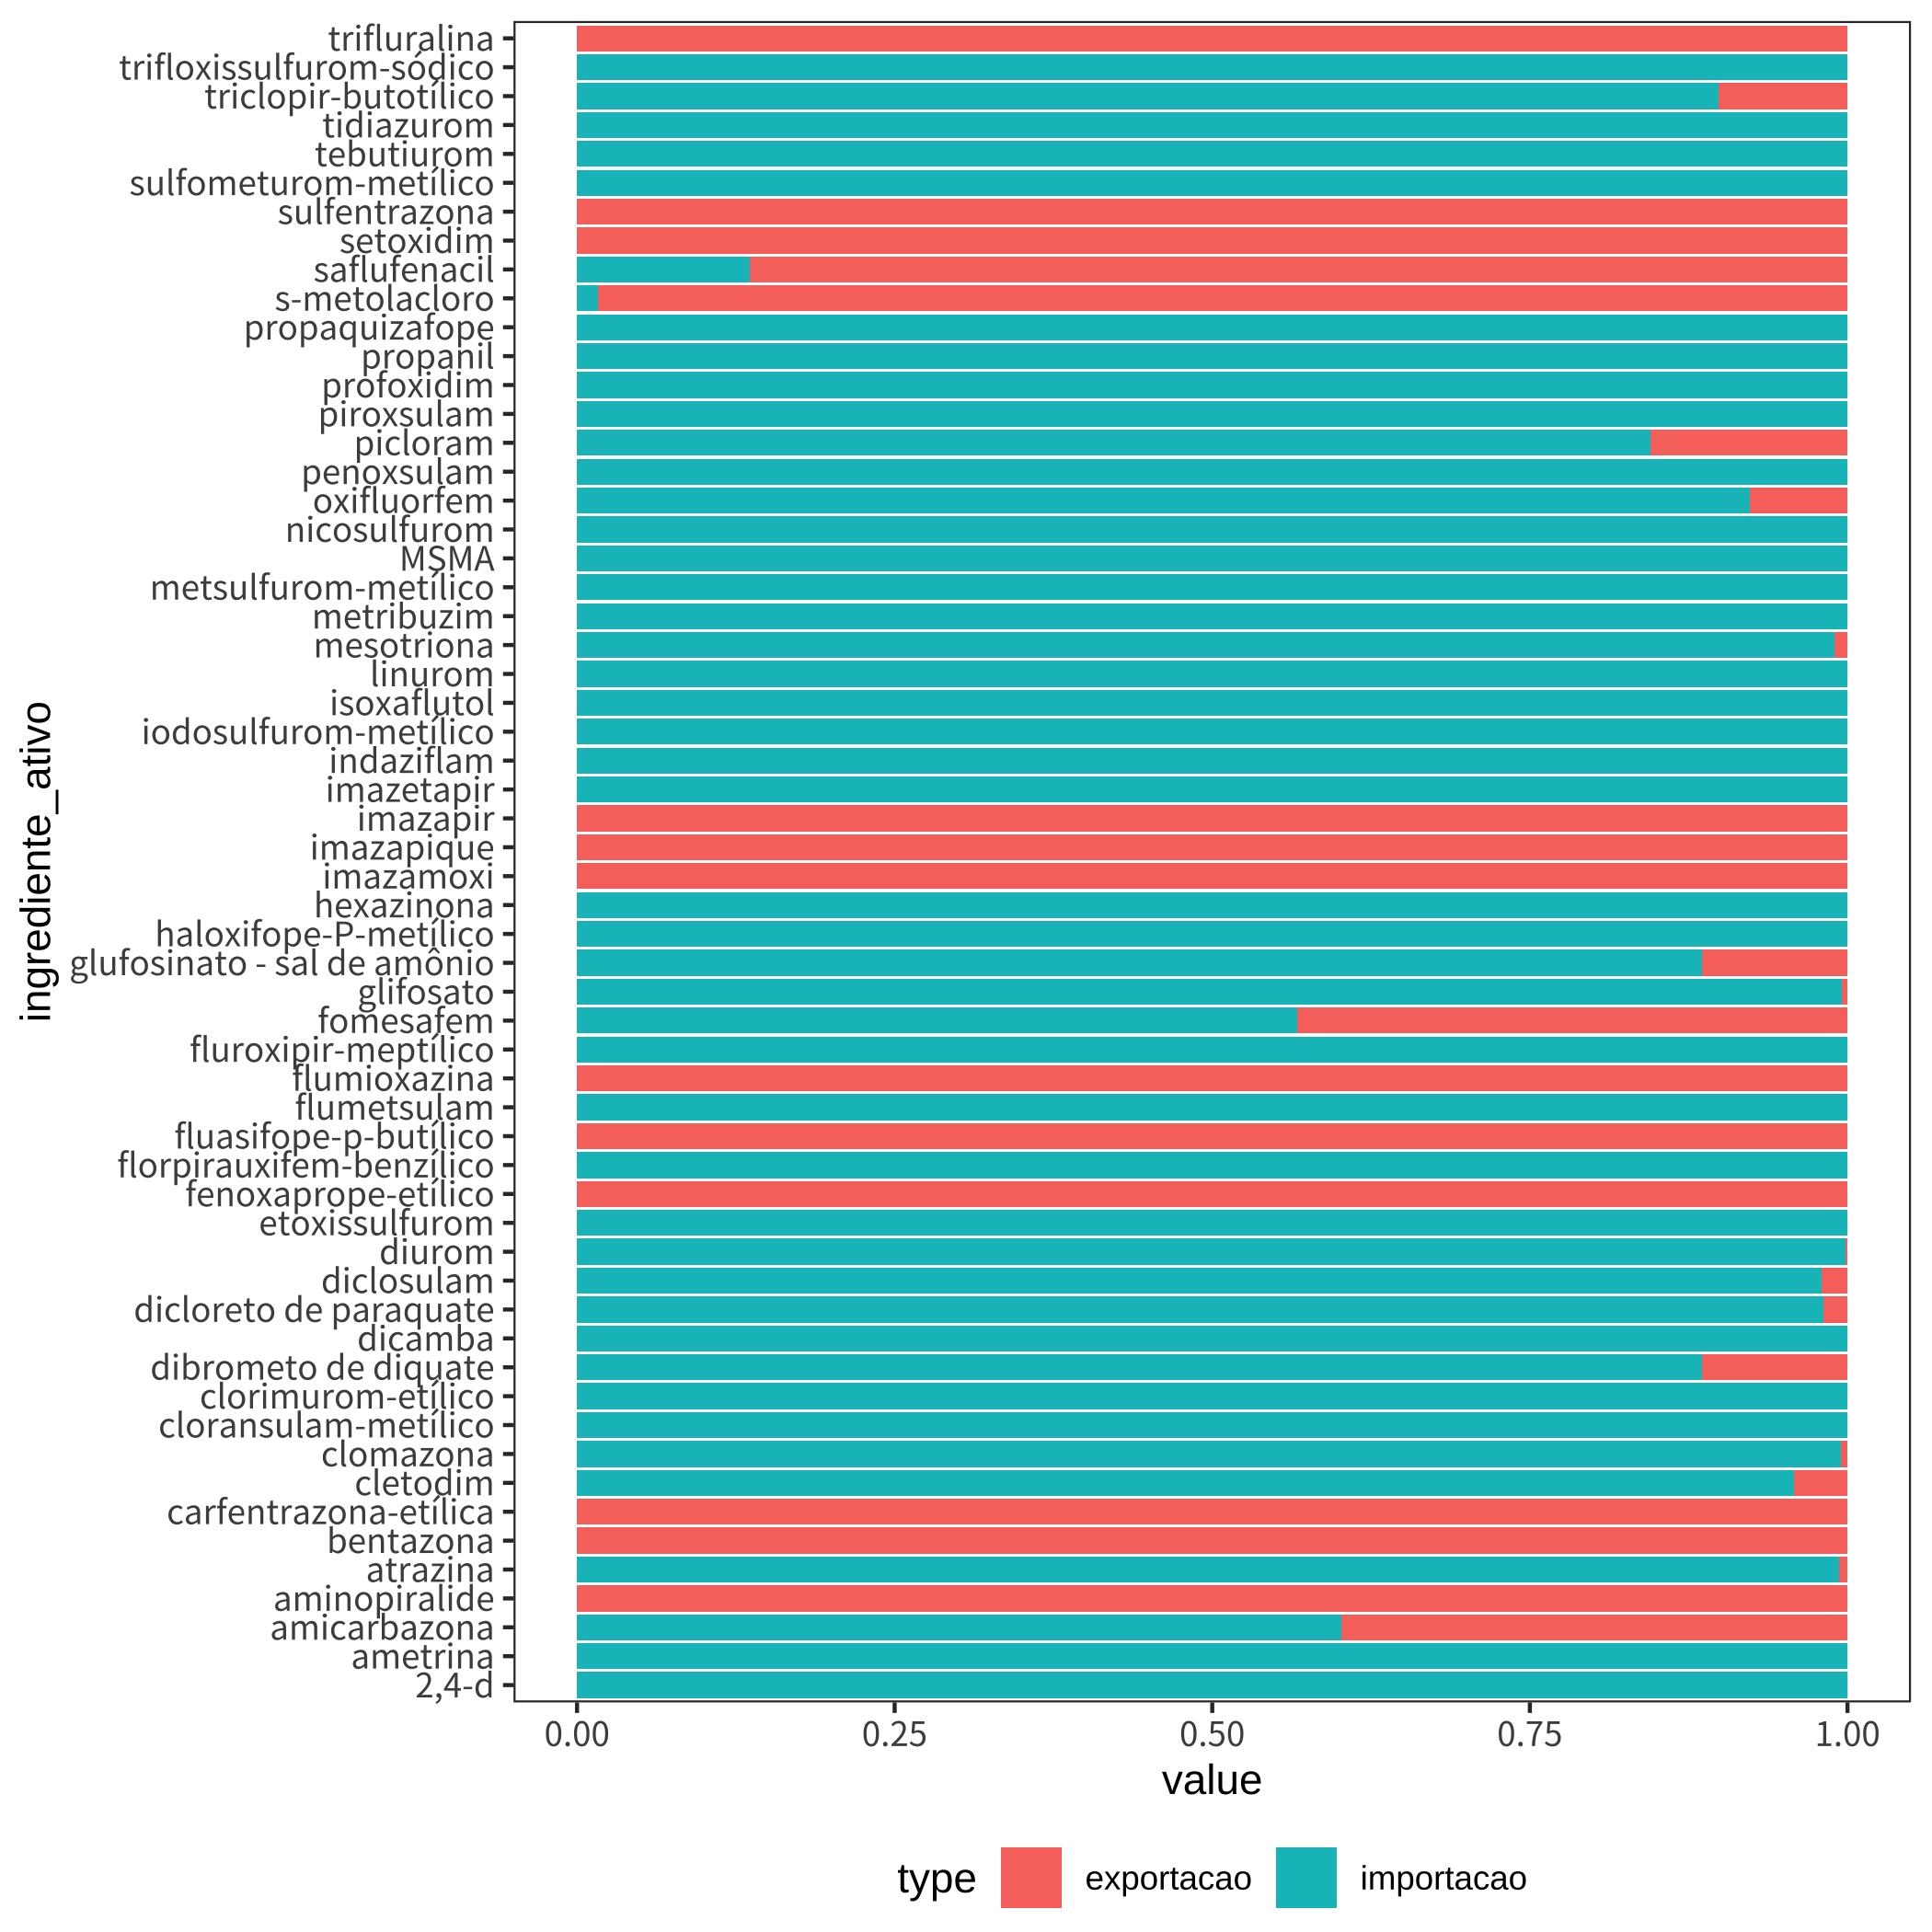 trifluralina
trifloxissulfurom-sódico
triclopir-butotílico
tidiazurom
tebutiurom
sulfometurom-metílico
sulfentrazona
setoxidim
saflufenacil
s-metolacloro
propaquizafope
propanil
profoxidim
piroxsulam
picloram
penoxsulam
oxifluorfem
nicosulfurom
MSMA
metsulfurom-metílico
metribuzim
mesotriona
linurom
isoxaflutol
iodosulfurom-metílico
indaziflam
imazetapir
imazapir
imazapique
imazamoxi
hexazinona
haloxifope-P-metílico
glufosinato - sal de amônio
glifosato
fomesafem
fluroxipir-meptílico
flumioxazina
flumetsulam
fluasifope-p-butílico
florpirauxifem-benzílico
fenoxaprope-etílico
etoxissulfurom
diurom
diclosulam
dicloreto de paraquate
dicamba
dibrometo de diquate
clorimurom-etílico
cloransulam-metílico
clomazona
cletodim
carfentrazona-etílica
bentazona
atrazina
aminopiralide
amicarbazona
ametrina
2,4-d
ingrediente_ativo
0.00 0.25 0.50 0.75 1.00
value
type exportacao importacao